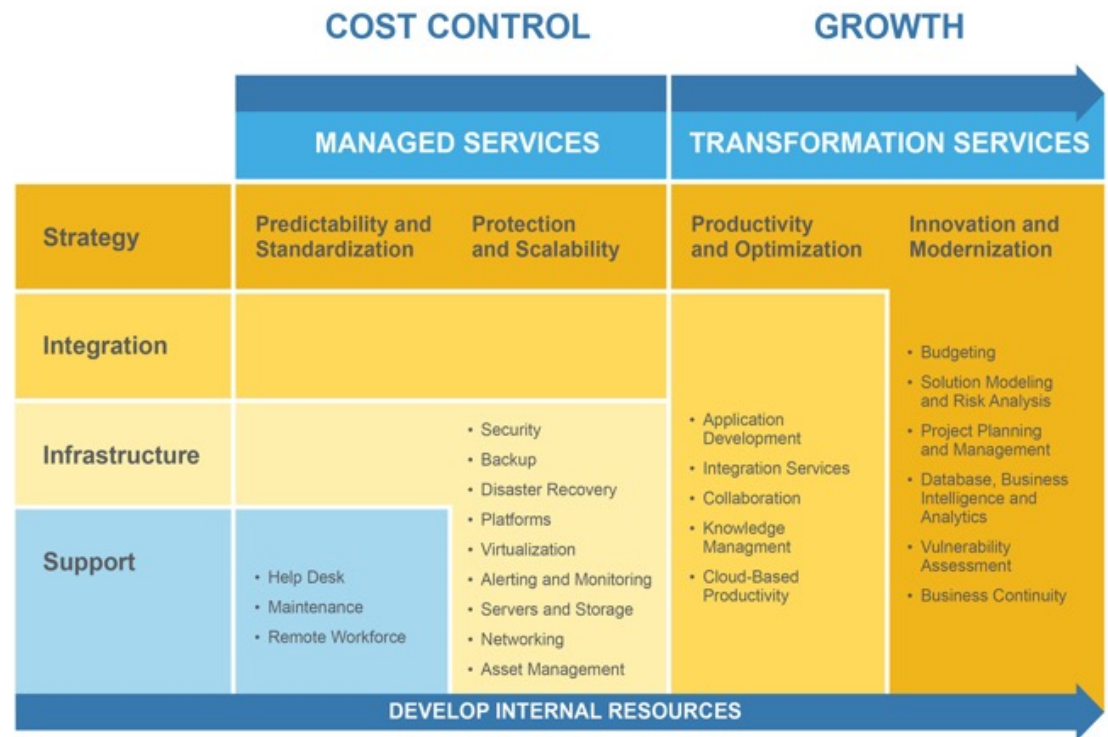 COST CONTROL
GROWTH
MANAGED SERVICES
TRANSFORMATION SERVICES
Strategy
Predictability and
Standardization
Protection
and Scalability
Productivity
and Optimization
Innovation and
Modernization
Integration
Infrastructure
Support
• Help Desk
• Maintenance
• Remote Workforce
• Security
• Backup
• Disaster Recovery
• Platforms
• Virtualization
• Alerting and Monitoring
• Servers and Storage
• Networking
• Asset Management
• Application
Development
• Integration Services
• Collaboration
• Knowledge
Managment
• Cloud-Based
Productivity
• Budgeting
• Solution Modeling
and Risk Analysis
• Project Planning
and Management
• Database, Business
Intelligence and
Analytics
• Vulnerability
Assessment
• Business Continuity
DEVELOP INTERNAL RESOURCES